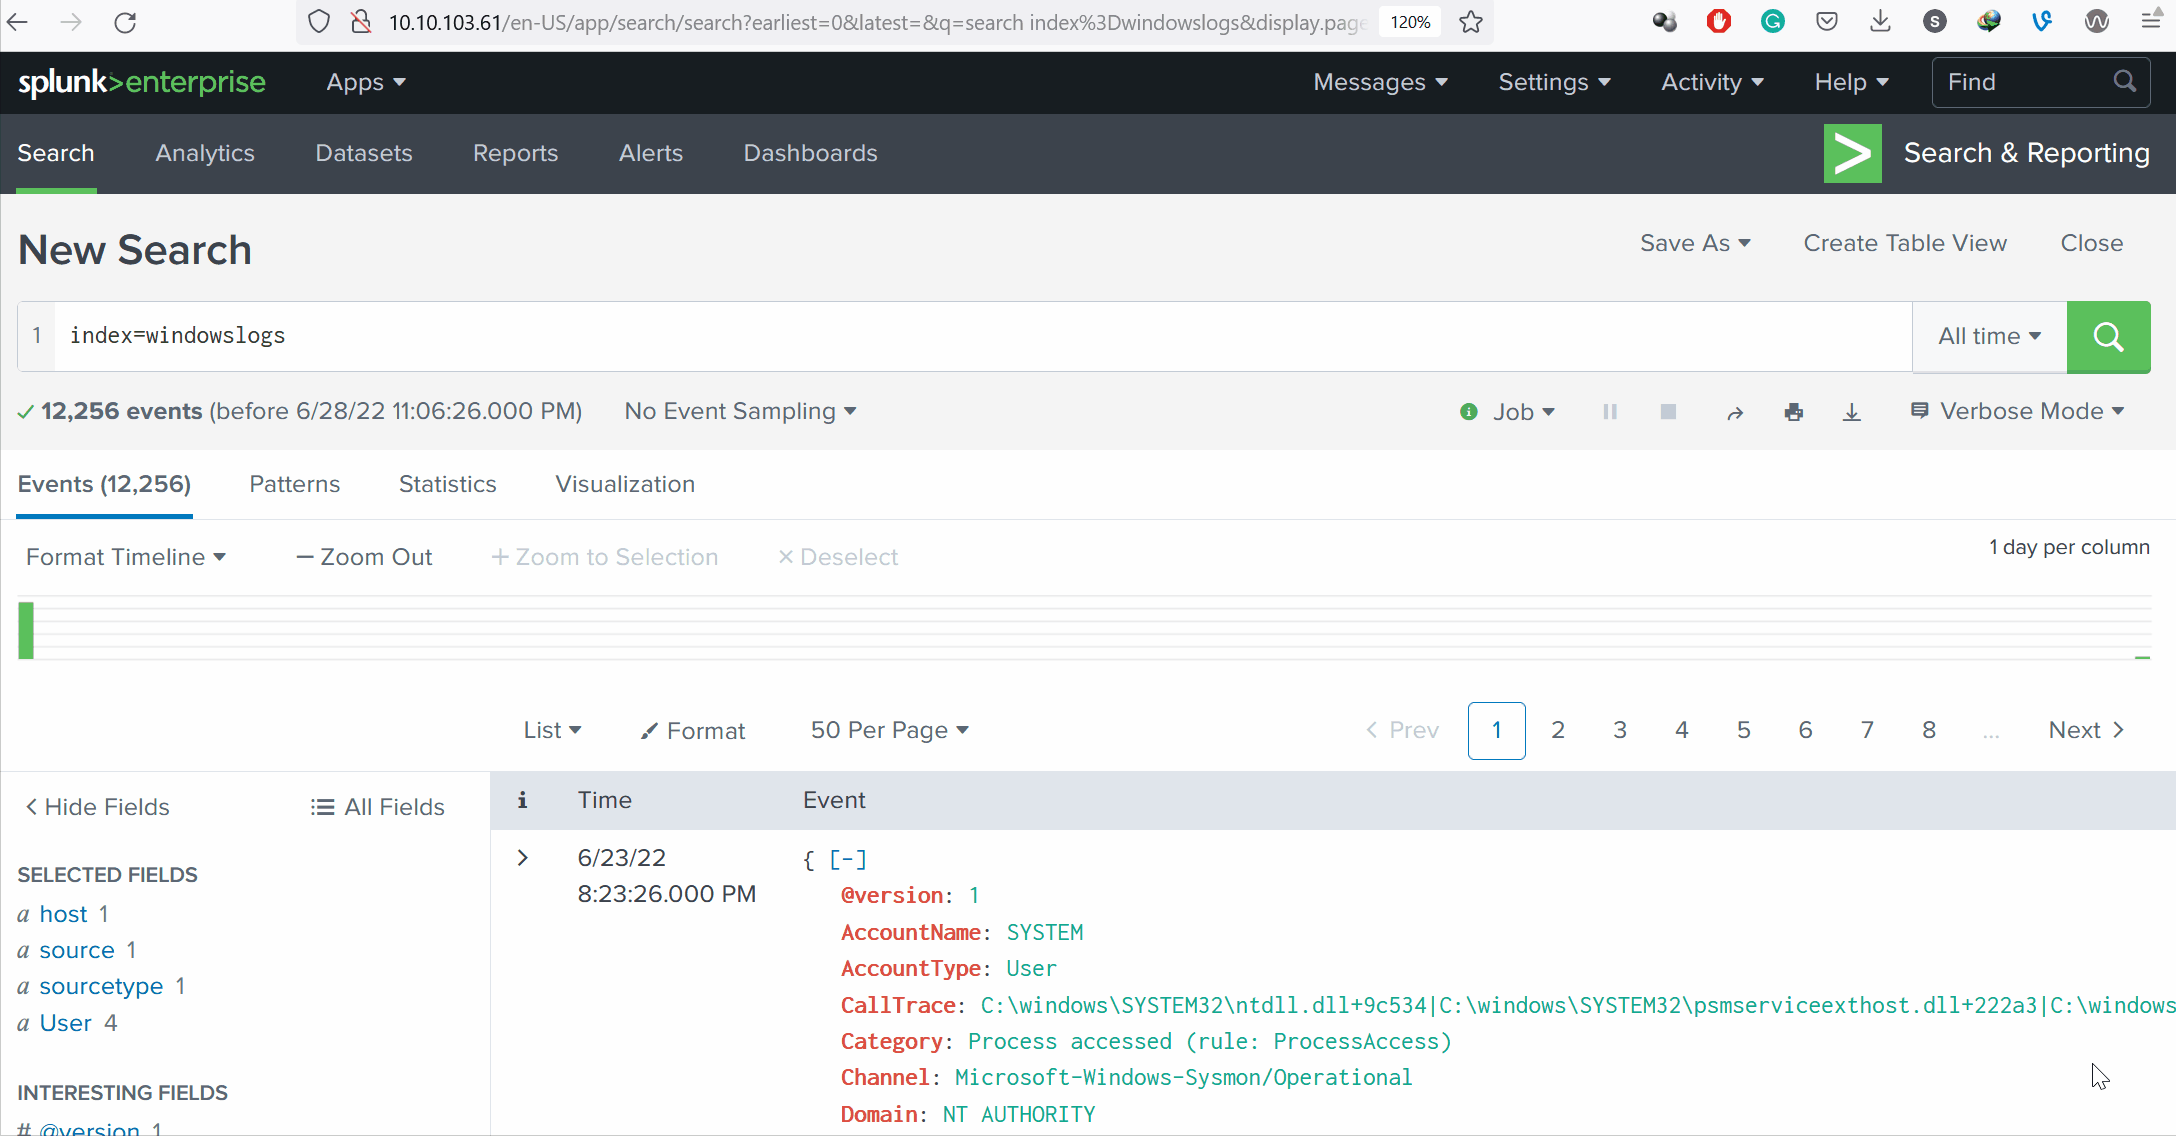 10.10.103.61/en-US/app/search/search?earliest=0&latest=&q=search index%3Dwindowslogs&display.page 120%
splunk>enterprise Apps Messages Settings Activity Help Find
Search Analytics Datasets Reports Alerts Dashboards > Search & Reporting
New Search Save As Create Table View Close
1 index=windowslogs All time
12,256 events (before 6/28/22 11:06:26.000 PM) No Event Sampling Job Verbose Mode
Events (12,256) Patterns Statistics Visualization
Format Timeline — Zoom Out + Zoom to Selection × Deselect 1 day per column
List Format 50 Per Page < Prev 1 2 3 4 5 6 7 8 ... Next >
< Hide Fields All Fields
SELECTED FIELDS
a host 1
a source 1
a sourcetype 1
a User 4
INTERESTING FIELDS
# @version 1
i Time Event
> 6/23/22
8:23:26.000 PM
{ [-]
@version: 1
AccountName: SYSTEM
AccountType: User
CallTrace: C:\windows\SYSTEM32\ntdll.dll+9c534|C:\windows\SYSTEM32\psmserviceexthost.dll+222a3|C:\windows
Category: Process accessed (rule: ProcessAccess)
Channel: Microsoft-Windows-Sysmon/Operational
Domain: NT AUTHORITY